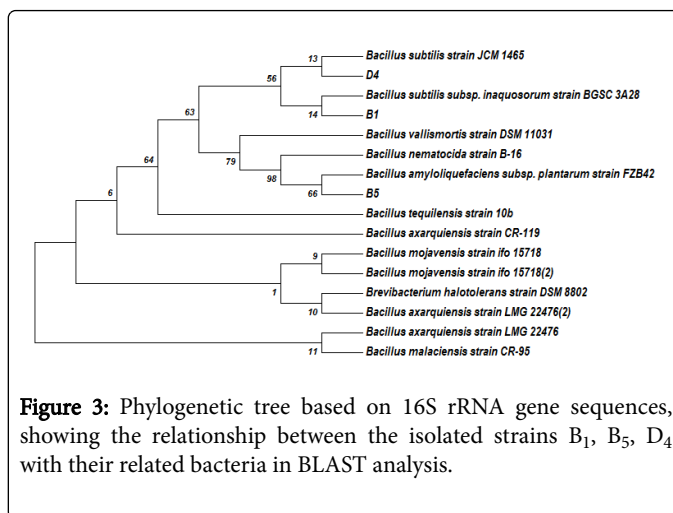 13
Bacillus subtilis strain JCM 1465
D4
56
Bacillus subtilis subsp. inaquosorum strain BGSC 3A28
14
B1
63
Bacillus vallismortis strain DSM 11031
79
Bacillus nematocida strain B-16
98
Bacillus amyloliquefaciens subsp. plantarum strain FZB42
66
B5
64
Bacillus tequilensis strain 10b
6
Bacillus axarquiensis strain CR-119
9
Bacillus mojavensis ifo 15718
Bacillus mojavensis ifo 15718(2)
1
Brevibacterium halotolerans strain DSM 8802
10
Bacillus axarquiensis strain LMG 22476(2)
Bacillus axarquiensis strain LMG 22476
11
Bacillus malaciensis strain CR-95
Figure 3: Phylogenetic tree based on 16S rRNA gene sequences,
showing the relationship between the isolated strains B₁, B₅, D₄
with their related bacteria in BLAST analysis.